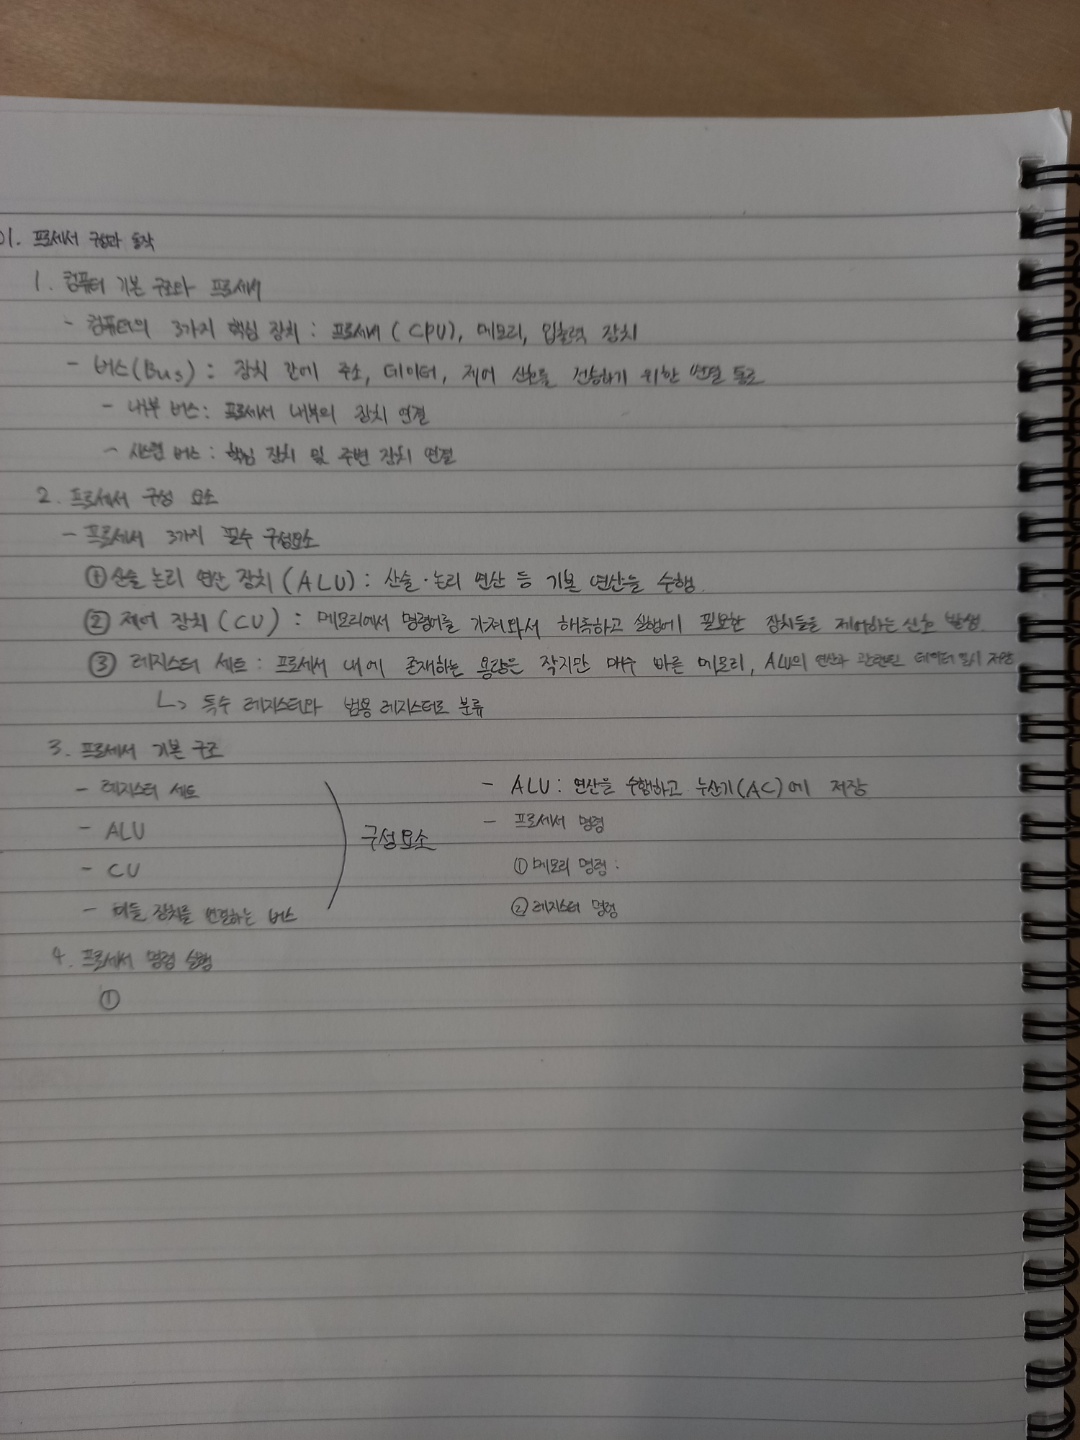 01. 프로세서 구성과 동작
1. 컴퓨터 기본 구조와 프로세서
- 컴퓨터의 3가지 핵심 장치 : 프로세서 (CPU), 메모리, 입출력 장치
- 버스(Bus) : 장치 간에 주소, 데이터, 제어 신호를 전송하기 위한 연결 통로
- 내부 버스 : 프로세서 내부의 장치 연결
- 시스템 버스 : 핵심 장치 및 주변 장치 연결
2. 프로세서 구성 요소
- 프로세서 3가지 필수 구성요소
① 산술 논리 연산 장치 (ALU) : 산술·논리 연산 등 기본 연산을 수행.
② 제어 장치 (CU) : 메모리에서 명령어를 가져와서 해독하고 실행에 필요한 장치들을 제어하는 신호 발생.
③ 레지스터 세트 : 프로세서 내에 존재하는 용량은 작지만 매우 빠른 메모리, ALU의 연산과 관련된 데이터 일시 저장
ㄴ> 특수 레지스터와 범용 레지스터로 분류
3. 프로세서 기본 구조
- 레지스터 세트
- ALU
- CU
- 이들 장치를 연결하는 버스
구성요소
- ALU : 연산을 수행하고 누산기(AC)에 저장
- 프로세서 명령
① 메모리 명령 :
② 레지스터 명령
4. 프로세서 명령 실행
①